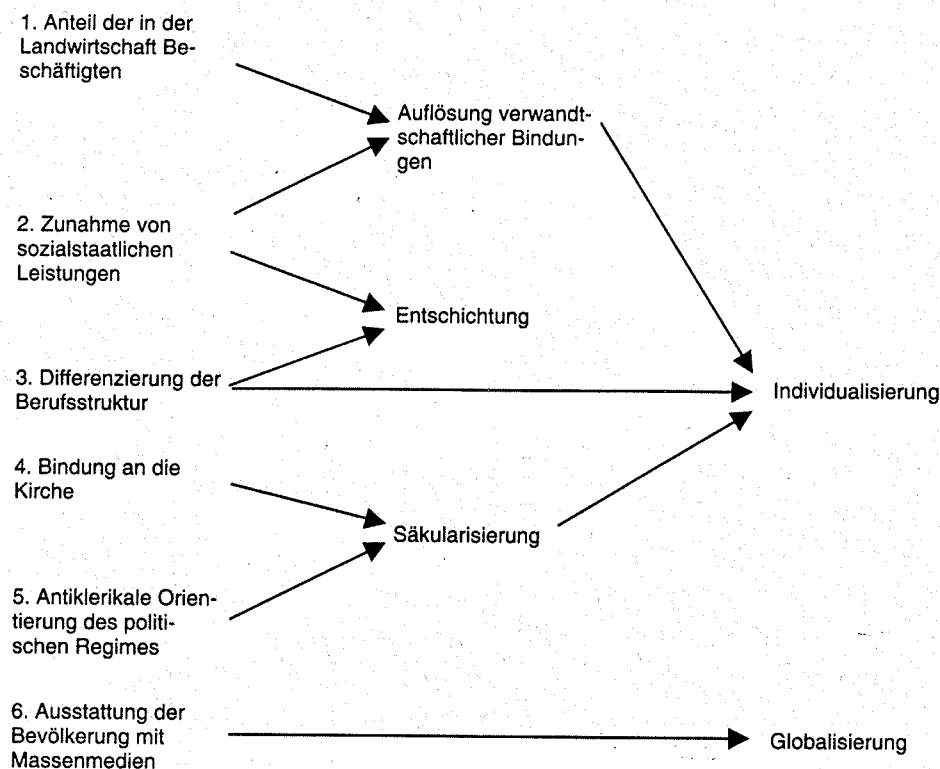 1. Anteil der in der
Landwirtschaft Be-
schäftigten
Auflösung verwandt-
schaftlicher Bindun-
gen
2. Zunahme von
sozialstaatlichen
Leistungen
Entschichtung
3. Differenzierung der
Berufsstruktur
Individualisierung
4. Bindung an die
Kirche
Säkularisierung
5. Antiklerikale Orien-
tierung des politi-
schen Regimes
6. Ausstattung der
Bevölkerung mit
Massenmedien
Globalisierung